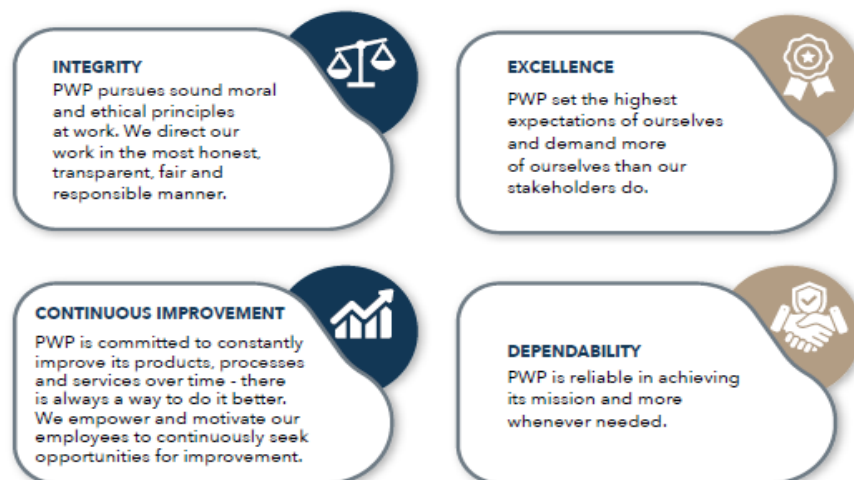 INTEGRITY
PWP pursues sound moral
and ethical principles
at work. We direct our
work in the most honest,
transparent, fair and
responsible manner.
EXCELLENCE
PWP set the highest
expectations of ourselves
and demand more
of ourselves than our
stakeholders do.
CONTINUOUS IMPROVEMENT
PWP is committed to constantly
improve its products, processes
and services over time - there
is always a way to do it better.
We empower and motivate our
employees to continuously seek
opportunities for improvement.
DEPENDABILITY
PWP is reliable in achieving
its mission and more
whenever needed.